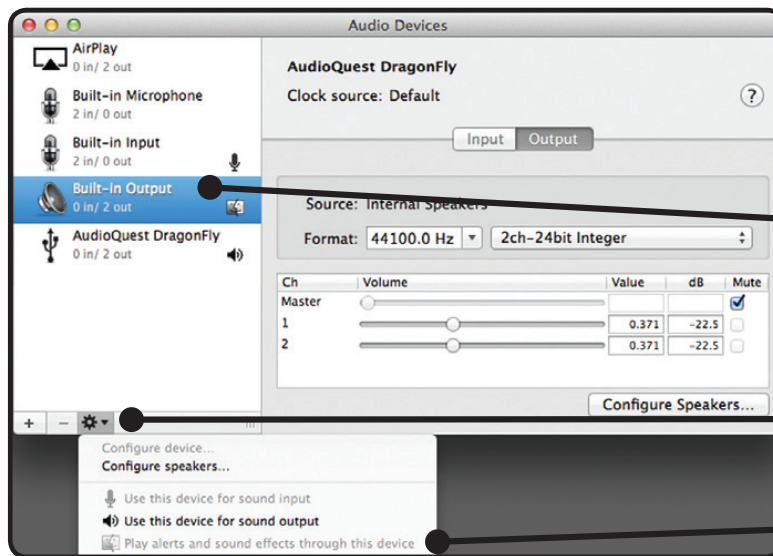 Audio Devices
AirPlay
0 in/ 2 out
Built-in Microphone
2 in/ 0 out
Built-in Input
2 in/ 0 out
Built-in Output
0 in/ 2 out
AudioQuest DragonFly
0 in/ 2 out
AudioQuest DragonFly
Clock source: Default
?
Input Output
Source: Internal Speakers
Format: 44100.0 Hz 2ch-24bit Integer
Ch Volume Value dB Mute
Master
1 0.371 -22.5
2 0.371 -22.5
Configure Speakers...
+ −
Configure device...
Configure speakers...
Use this device for sound input
Use this device for sound output
Play alerts and sound effects through this device